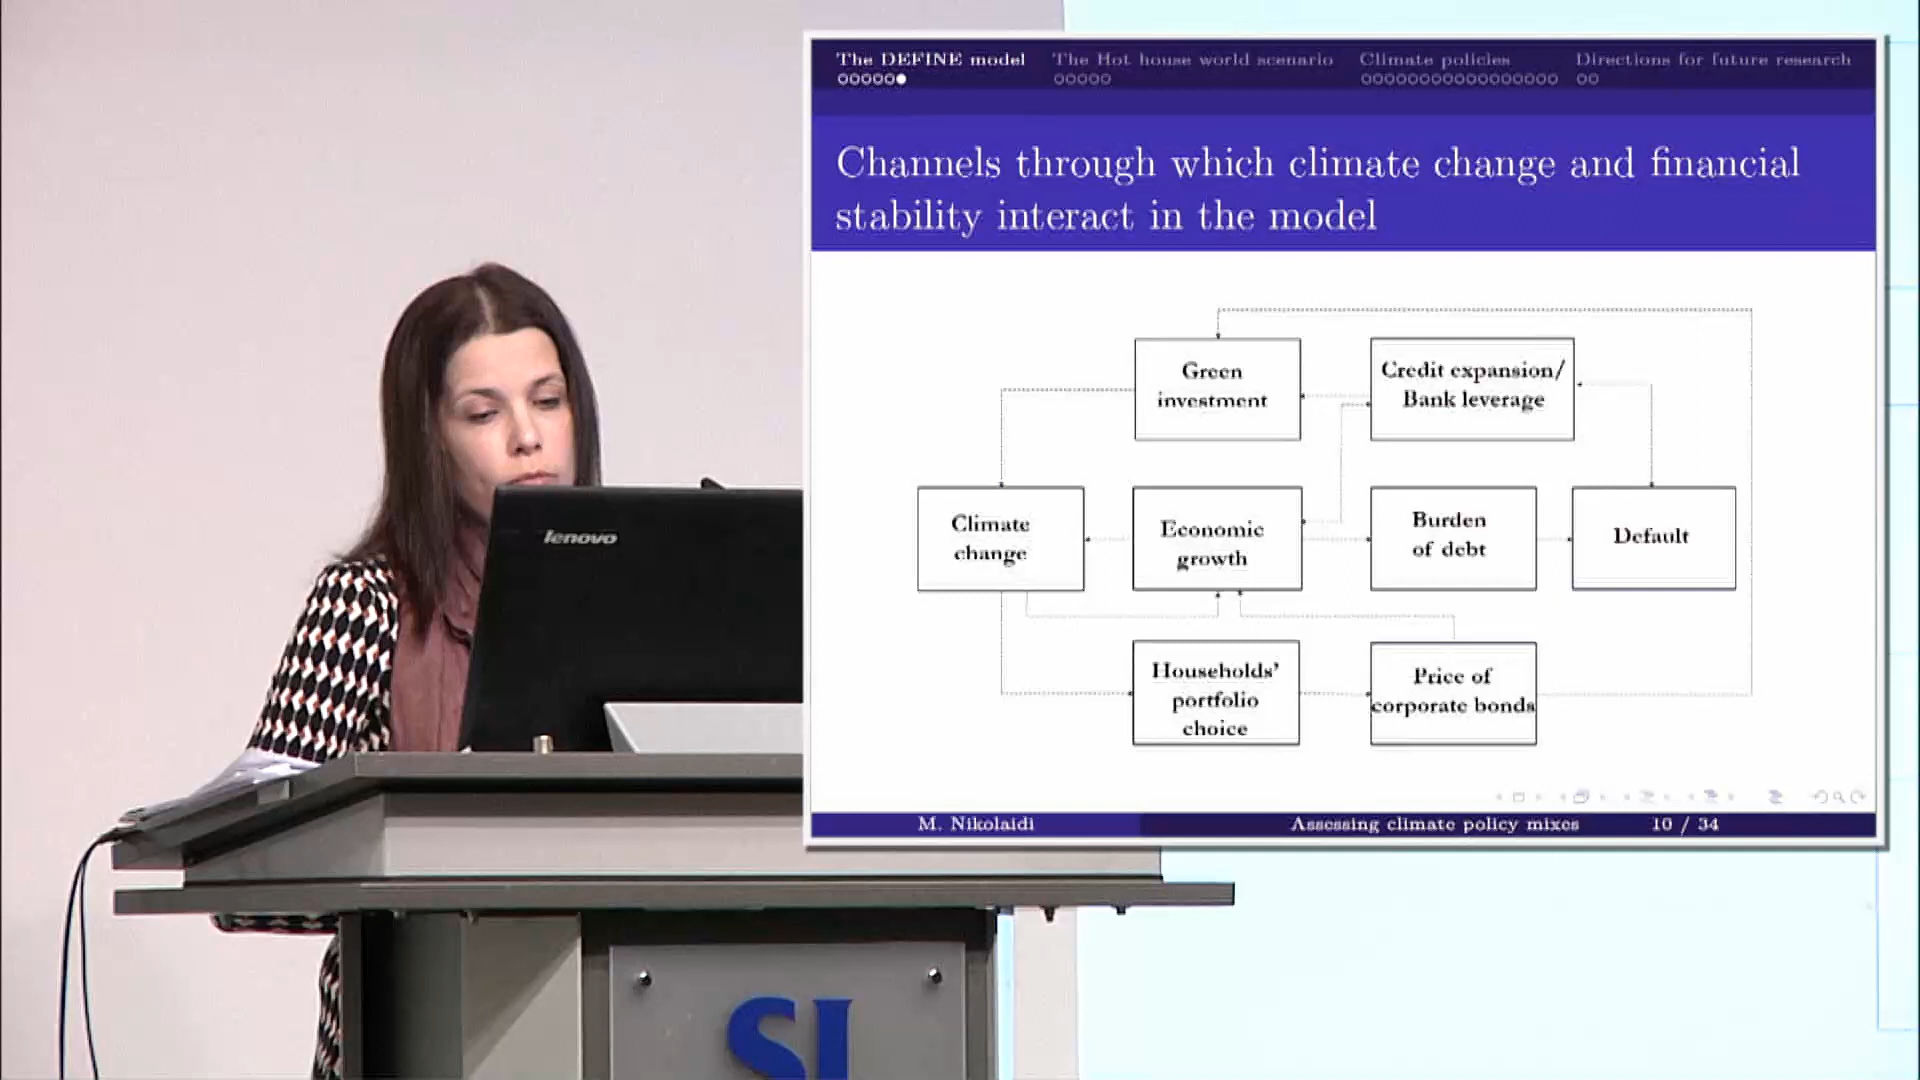 The DEFINE model
The Hot house world scenario
Climate policies
Directions for future research
Channels through which climate change and financial
stability interact in the model
Green
investment
Credit expansion/
Bank leverage
Climate
change
Economic
growth
Burden
of debt
Default
Households'
portfolio
choice
Price of
corporate bonds
M. Nikolaidi
Assessing climate policy mixes
10 / 34
lenovo